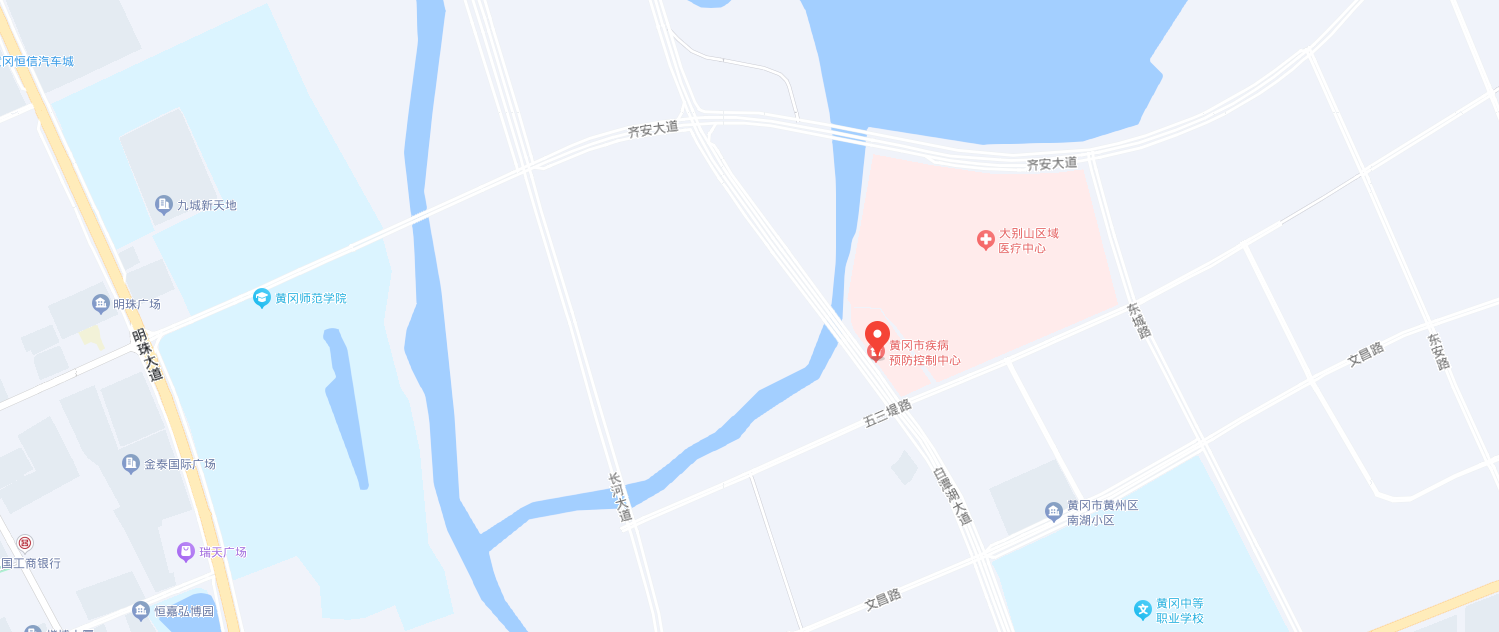 冈恒信汽车城
齐安大道
齐安大道
九城新天地
大别山区域
医疗中心
明珠广场
黄冈师范学院
明珠大道
东城路
黄冈市疾病
预防控制中心
文昌路
东安路
五三堤路
金泰国际广场
长河大道
白潭湖大道
黄冈市黄州区
南湖小区
瑞天广场
国工商银行
恒嘉弘博园
文昌路
文
黄冈中等
职业学校